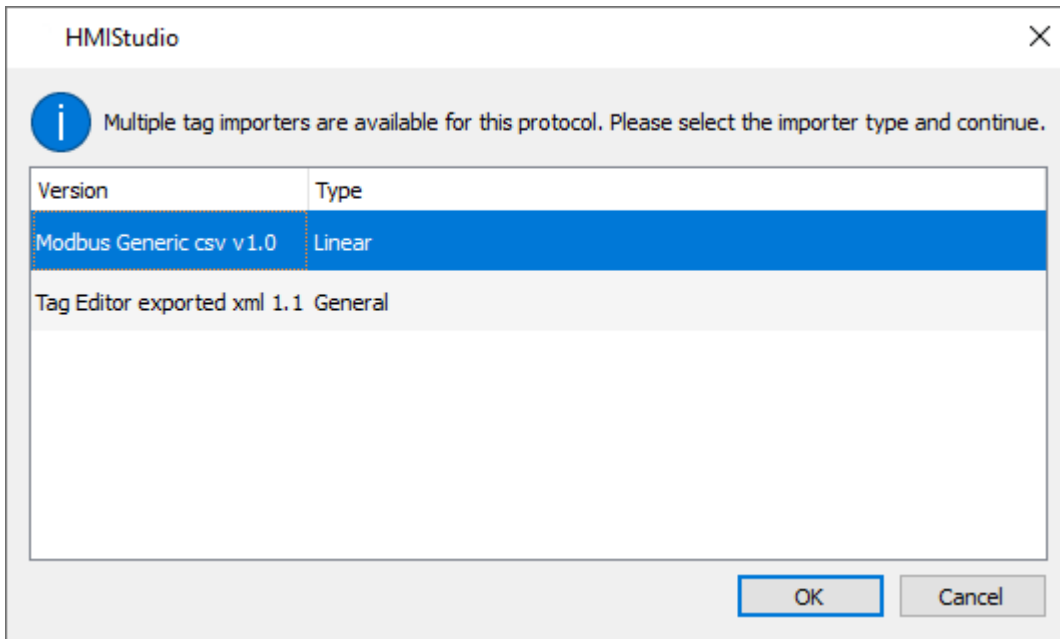 HMIStudio
Multiple tag importers are available for this protocol. Please select the importer type and continue.
Version Type
Modbus Generic csv v1.0 Linear
Tag Editor exported xml 1.1 General
OK Cancel